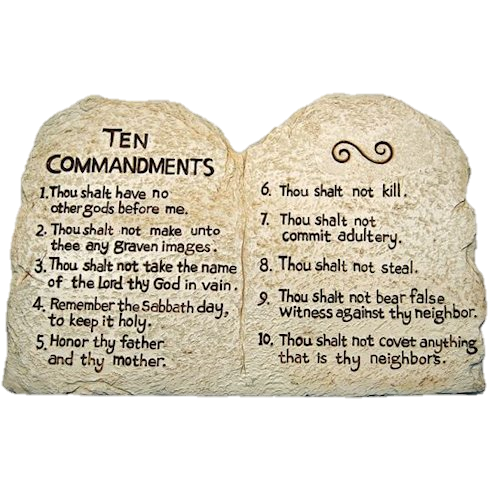 TEN
COMMANDMENTS
1. Thou shalt have no
other gods before me.
2. Thou shalt not make unto
thee any graven images.
3. Thou shalt not take the name
of the Lord thy God in vain.
4. Remember the Sabbath day,
to keep it holy.
5. Honor thy father
and thy mother.
6. Thou shalt not kill.
7. Thou shalt not
commit adultery.
8. Thou shalt not steal.
9. Thou shalt not bear false
witness against thy neighbor.
10. Thou shalt not covet anything
that is thy neighbors.